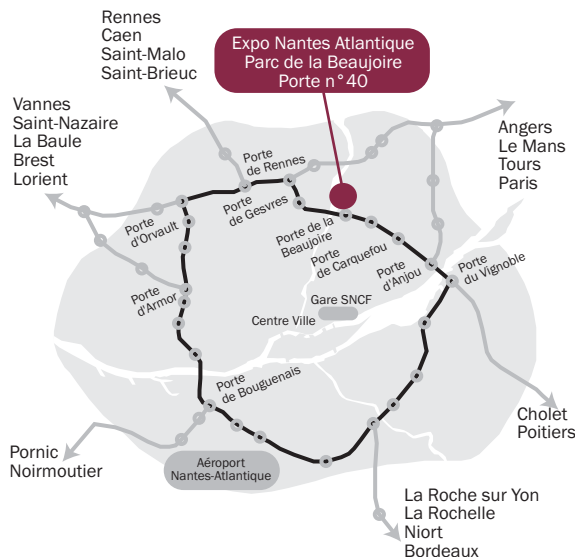 Rennes
Caen
Saint-Malo
Saint-Brieuc
Expo Nantes Atlantique
Parc de la Beaujoire
Porte n°40
Vannes
Saint-Nazaire
La Baule
Brest
Lorient
Angers
Le Mans
Tours
Paris
Porte
de Rennes
Porte
de Gesvres
Porte
d'Orvault
Porte de la
Beaujoire
Porte
de Carquefou
Porte
d'Anjou
Porte
du Vignoble
Porte
d'Armor
Gare SNCF
Centre Ville
Porte
de Bouguenais
Cholet
Poitiers
Pornic
Noirmoutier
Aéroport
Nantes-Atlantique
La Roche sur Yon
La Rochelle
Niort
Bordeaux